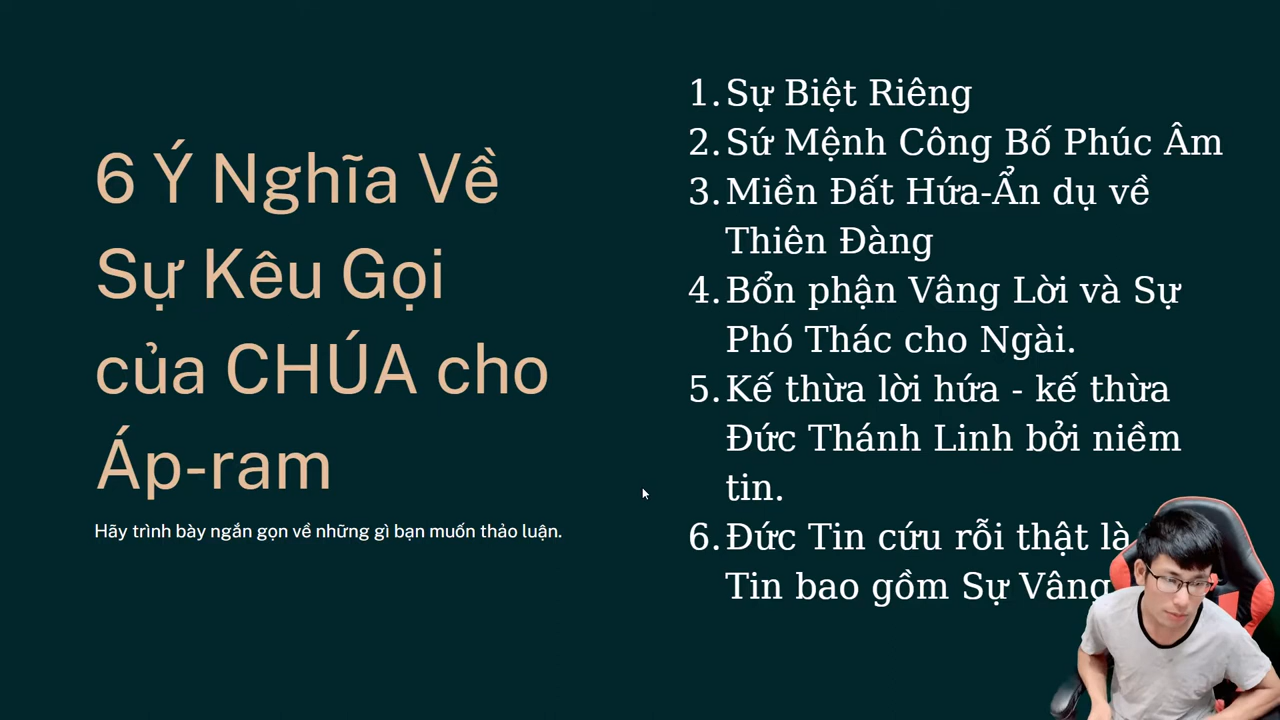 6 Ý Nghĩa Về
Sự Kêu Gọi
của CHÚA cho
Áp-ram
Hãy trình bày ngắn gọn về những gì bạn muốn thảo luận.
1. Sự Biệt Riêng
2. Sứ Mệnh Công Bố Phúc Âm
3. Miền Đất Hứa-Ẩn dụ về
Thiên Đàng
4. Bổn phận Vâng Lời và Sự
Phó Thác cho Ngài.
5. Kế thừa lời hứa - kế thừa
Đức Thánh Linh bởi niềm
tin.
6. Đức Tin cứu rỗi thật là
Tin bao gồm Sự Vâng